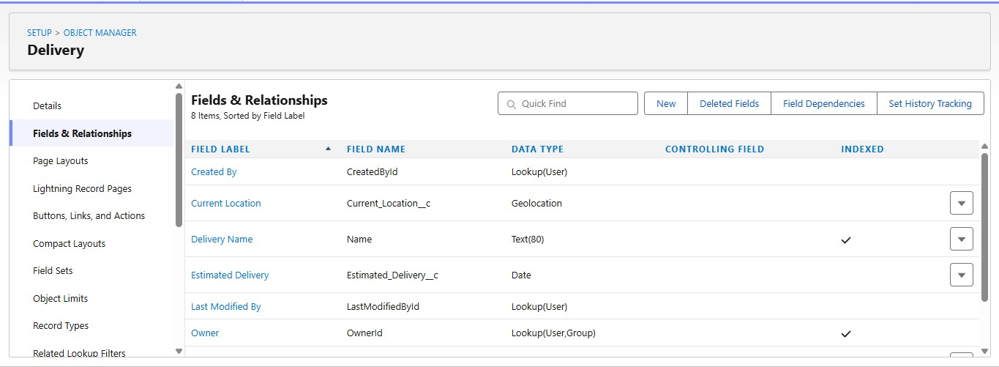 SETUP > OBJECT MANAGER
Delivery
Details
Fields & Relationships
Page Layouts
Lightning Record Pages
Buttons, Links, and Actions
Compact Layouts
Field Sets
Object Limits
Record Types
Related Lookup Filters
Fields & Relationships
8 Items, Sorted by Field Label
Quick Find
New
Deleted Fields
Field Dependencies
Set History Tracking
FIELD LABEL FIELD NAME DATA TYPE CONTROLLING FIELD INDEXED
Created By CreatedById Lookup(User)
Current Location Current_Location__c Geolocation
Delivery Name Name Text(80)
Estimated Delivery Estimated_Delivery__c Date
Last Modified By LastModifiedById Lookup(User)
Owner OwnerId Lookup(User,Group)